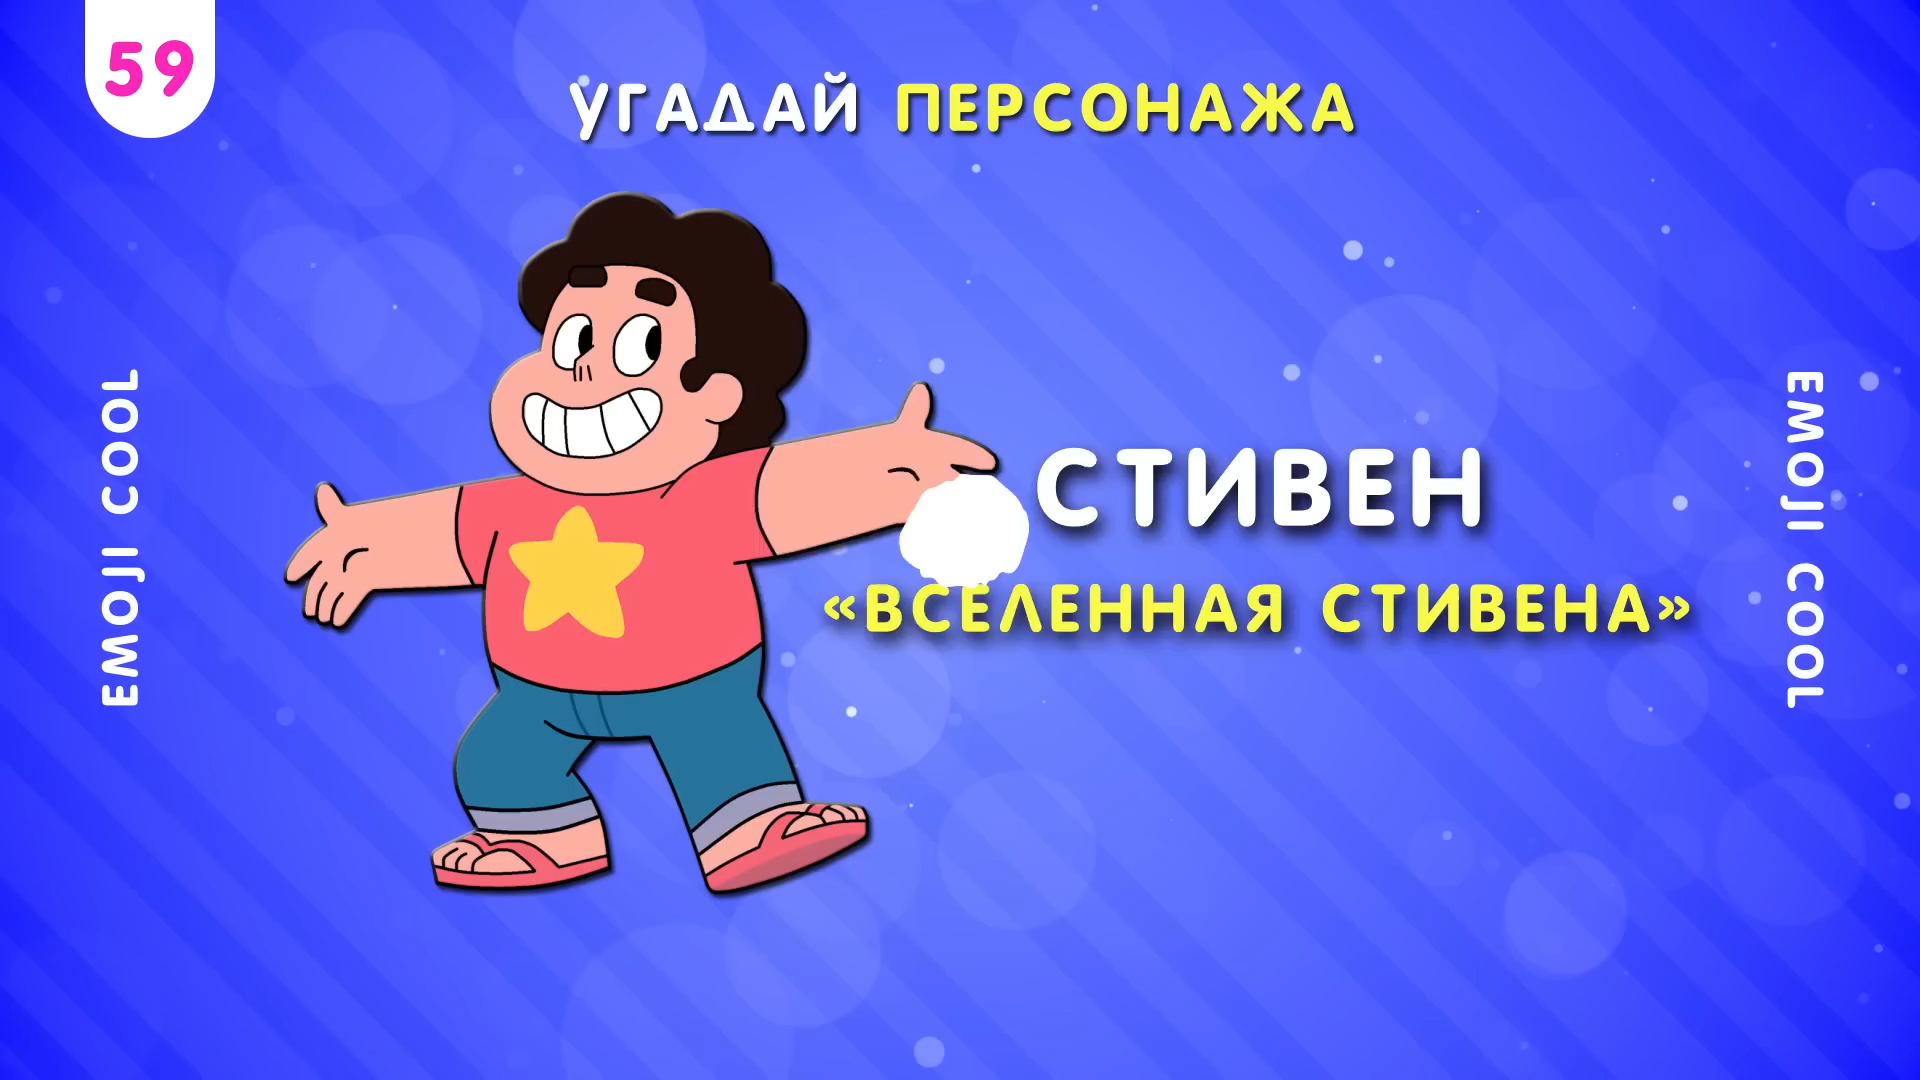 59
УГАДАЙ ПЕРСОНАЖА
EMOJI COOL
СТИВЕН
«ВСЕЛЕННАЯ СТИВЕНА»
EMOJI COOL